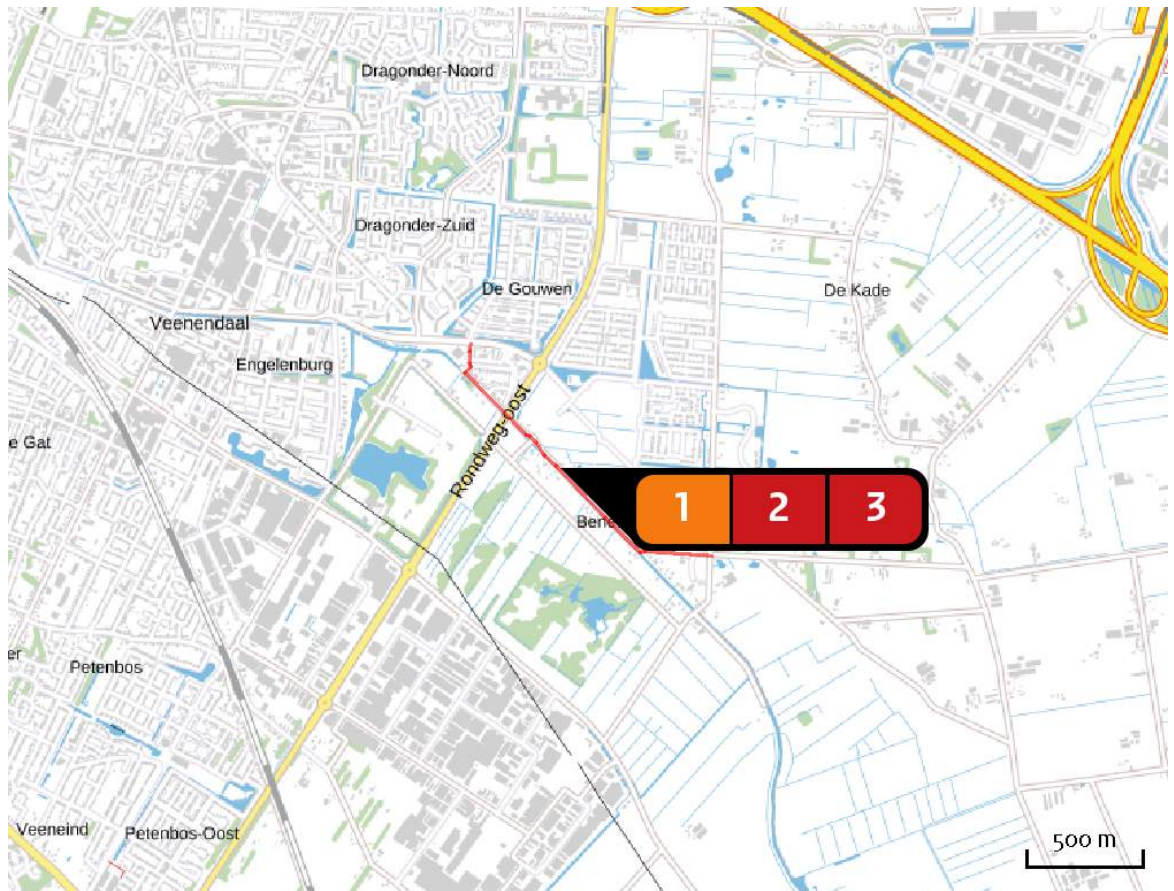 Dragonder-Noord
Dragonder-Zuid
De Gouwen
De Kade
Veenendaal
Engelenburg
e Gat
Rondweg-oost
1 2 3
Bene
er
Petenbos
500 m
Veeneind
Petenbos-Oost